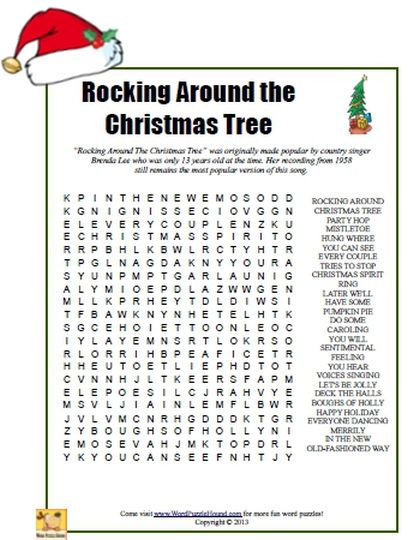 Rocking Around the
Christmas Tree
"Rocking Around The Christmas Tree" was originally made popular by country singer
Brenda Lee who was only 13 years old at the time. Her recording from 1958
still remains the most popular version of this song.
K P I N T H E N E W E M O S O D D
K G N I G N I S S E C I O V G G N
E L E V E R Y C O U P L E N Z K U
E C H R I S T M A S S P I R I T O
R R P B H L K B W L R C T Y H T R
T P G L N A G D A K N Y Y O U R A
S Y U N P M P T G A R L A U N I G
A L Y M I O E P D L A Z W W G E N
M L L K P R H E Y T D L D I W S I
T F B A W K N Y N H E T E L H T K
S G C E H O I E T T O O N L E O C
I Y L A Y E M N S R T L O K R S O
R L O R R I H B P E A F I C E T R
H H E U T O E T L I E P H D T O T
C V N N H J L T K E E R S F A P M
E L E P O E S I L C J R A H V Y E
M S V L J I A I N L E M F L B W R
J V L V M C N R H G D D D K T G R
Z Y B O U G H S O F H O L L Y N I
E M O S E V A H J M K T O P D R L
Y K Y O U C A N S E E F N H T J Y
ROCKING AROUND
CHRISTMAS TREE
PARTY HOP
MISTLETOE
HUNG WHERE
YOU CAN SEE
EVERY COUPLE
TRIES TO STOP
CHRISTMAS SPIRIT
RING
LATER WE'LL
HAVE SOME
PUMPKIN PIE
DO SOME
CAROLING
YOU WILL
SENTIMENTAL
FEELING
YOU HEAR
VOICES SINGING
LET'S BE JOLLY
DECK THE HALLS
BOUGHS OF HOLLY
HAPPY HOLIDAY
EVERYONE DANCING
MERRILY
IN THE NEW
OLD-FASHIONED WAY
Come visit www.WordPuzzleHound.com for more fun word puzzles!
Copyright © 2013
Word Puzzle Hound